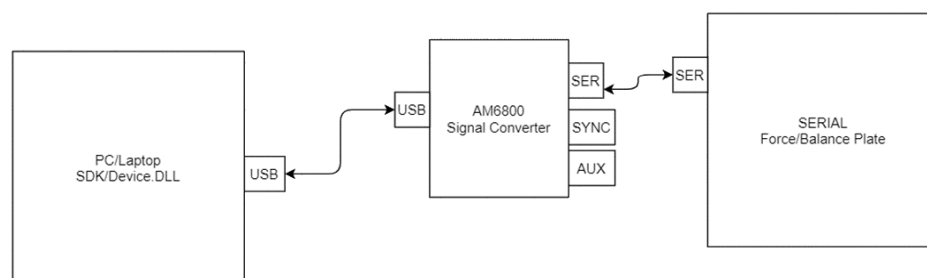 PC/Laptop
SDK/Device.DLL
USB
USB
AM6800
Signal Converter
SER
SYNC
AUX
SER
SERIAL
Force/Balance Plate